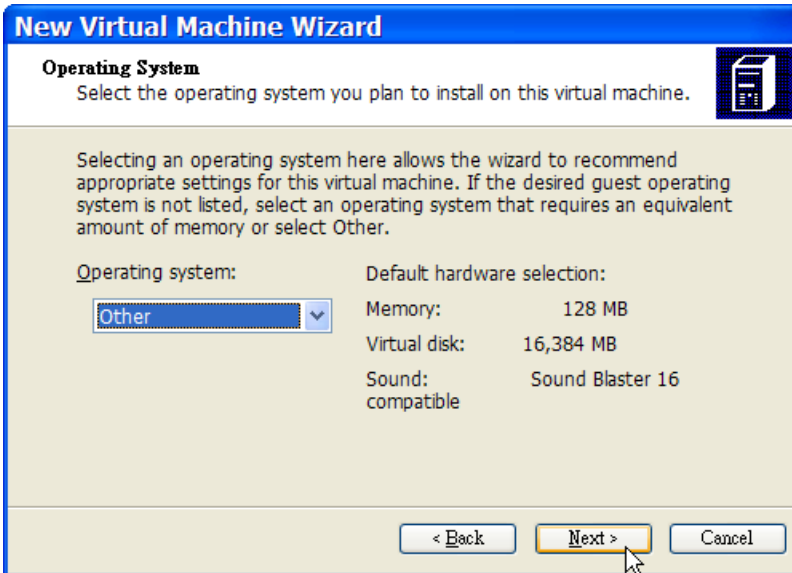 New Virtual Machine Wizard
Operating System
Select the operating system you plan to install on this virtual machine.
Selecting an operating system here allows the wizard to recommend
appropriate settings for this virtual machine. If the desired guest operating
system is not listed, select an operating system that requires an equivalent
amount of memory or select Other.
Operating system:
Other
Default hardware selection:
Memory: 128 MB
Virtual disk: 16,384 MB
Sound: Sound Blaster 16
compatible
< Back Next > Cancel